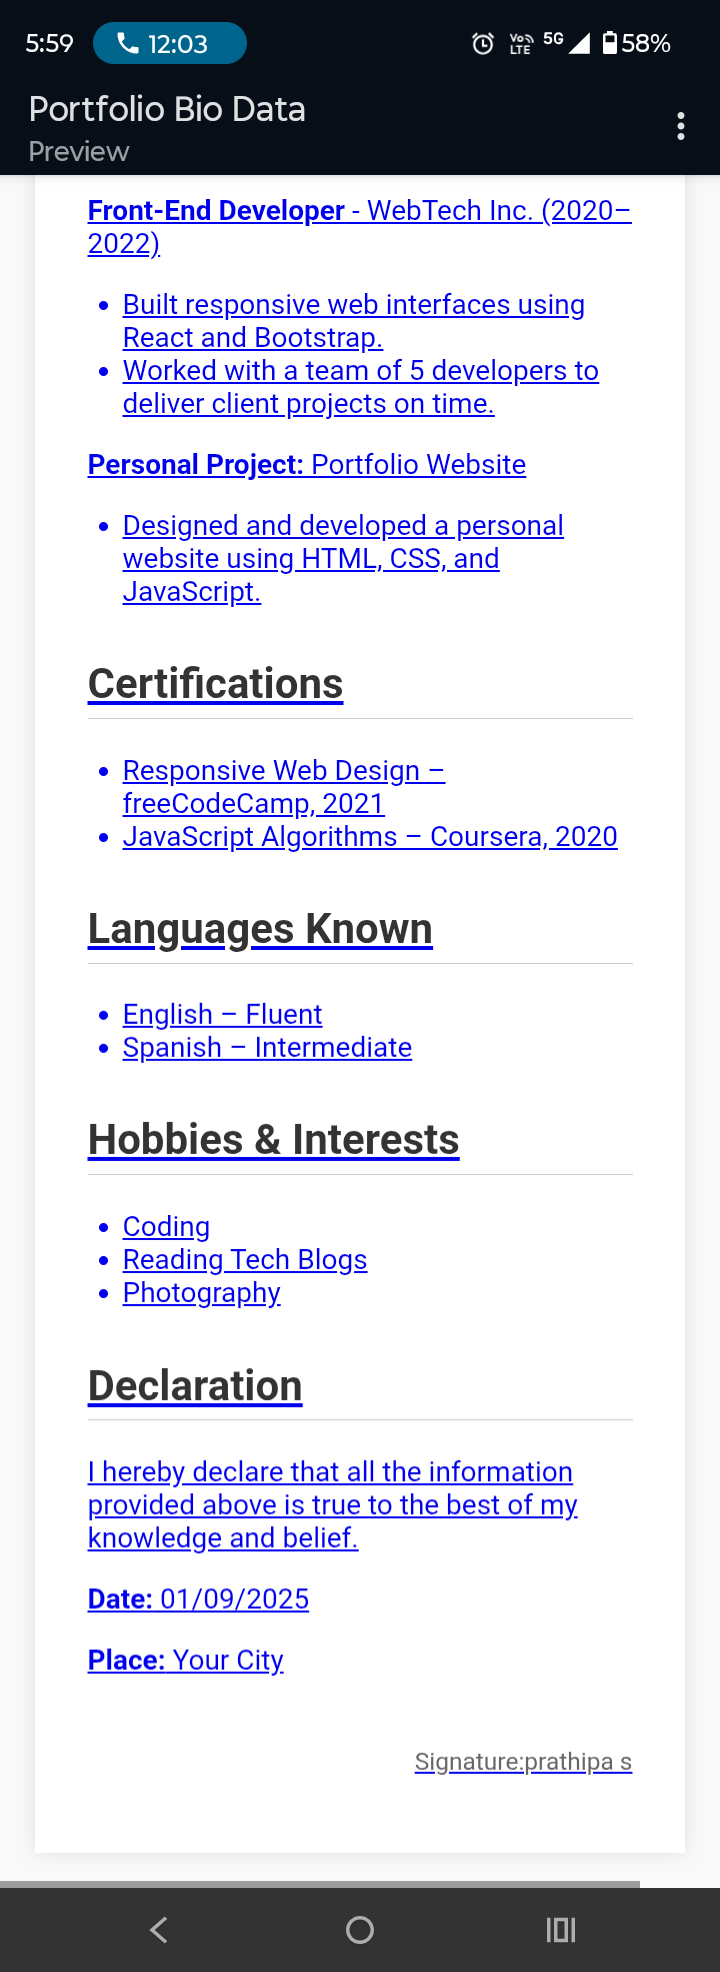 5:59 12:03 VoLTE 5G 58%
Portfolio Bio Data
Preview
Front-End Developer - WebTech Inc. (2020–
2022)
Built responsive web interfaces using
React and Bootstrap.
Worked with a team of 5 developers to
deliver client projects on time.
Personal Project: Portfolio Website
Designed and developed a personal
website using HTML, CSS, and
JavaScript.
Certifications
Responsive Web Design –
freeCodeCamp, 2021
JavaScript Algorithms – Coursera, 2020
Languages Known
English – Fluent
Spanish – Intermediate
Hobbies & Interests
Coding
Reading Tech Blogs
Photography
Declaration
I hereby declare that all the information
provided above is true to the best of my
knowledge and belief.
Date: 01/09/2025
Place: Your City
Signature:prathipa s